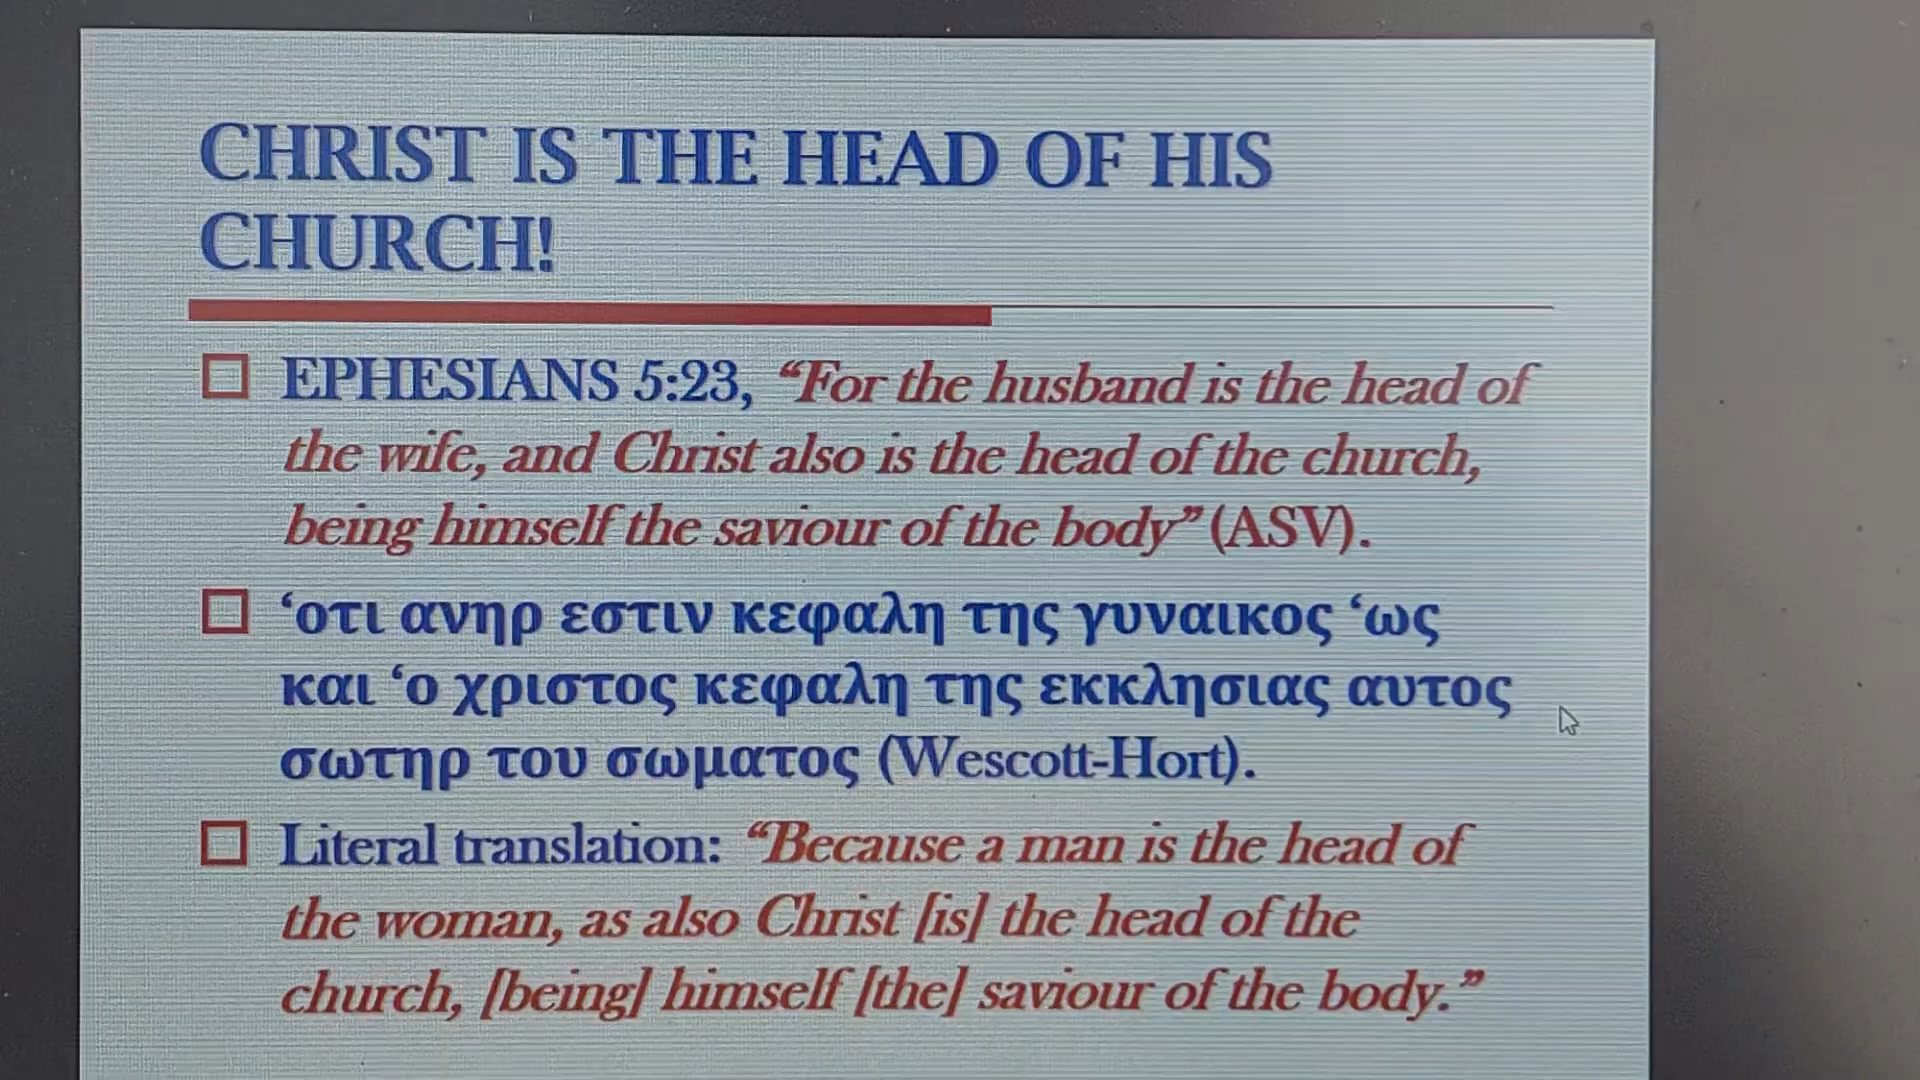 CHRIST IS THE HEAD OF HIS
CHURCH!
EPHESIANS 5:23, “For the husband is the head of
the wife, and Christ also is the head of the church,
being himself the saviour of the body” (ASV).
‘οτι ανηρ εστιν κεφαλη της γυναικος ‘ως
και ‘ο χριστος κεφαλη της εκκλησιας αυτος
σωτηρ του σωματος (Wescott-Hort).
Literal translation: “Because a man is the head of
the woman, as also Christ [is] the head of the
church, [being] himself [the] saviour of the body.”